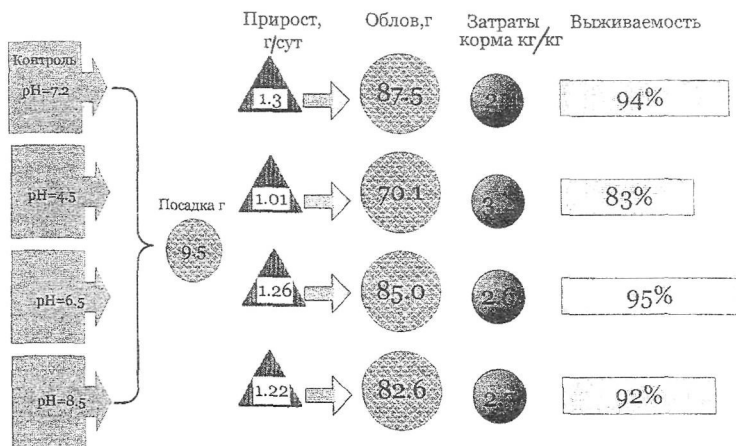 Прирост, г/сут
Облов,г
Затраты корма кг/кг
Выживаемость
Контроль
pH=7.2
1.3
87.5
94%
pH=4.5
1.01
70.1
83%
Посадка г
9.5
pH=6.5
1.26
85.0
2.6
95%
pH=8.5
1.22
82.6
92%